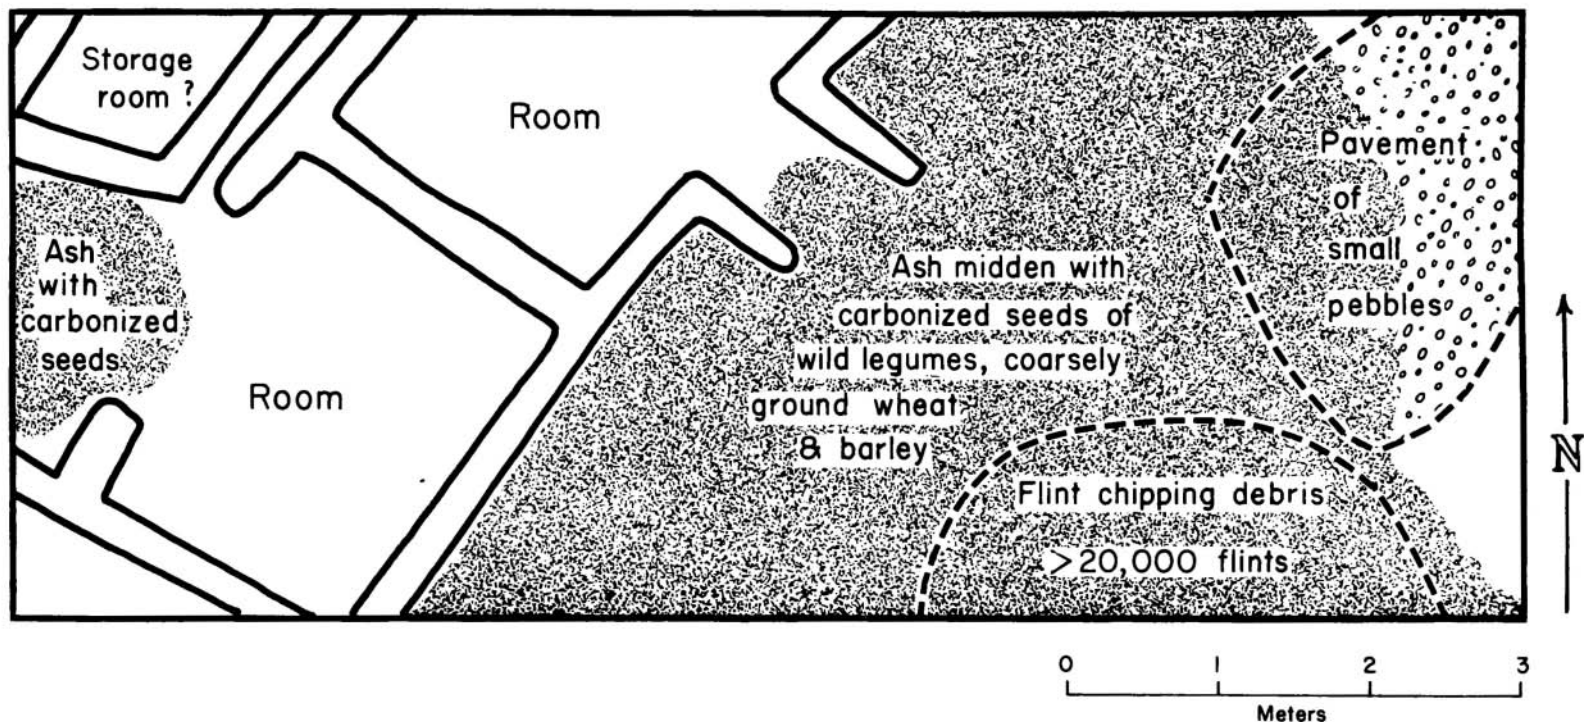 Storage
room ?
Room
Ash
with
carbonized
seeds
Room
Ash midden with
carbonized seeds of
wild legumes, coarsely
ground wheat
& barley
Pavement
of
small
pebbles
Flint chipping debris
>20,000 flints
N
0 1 2 3
Meters